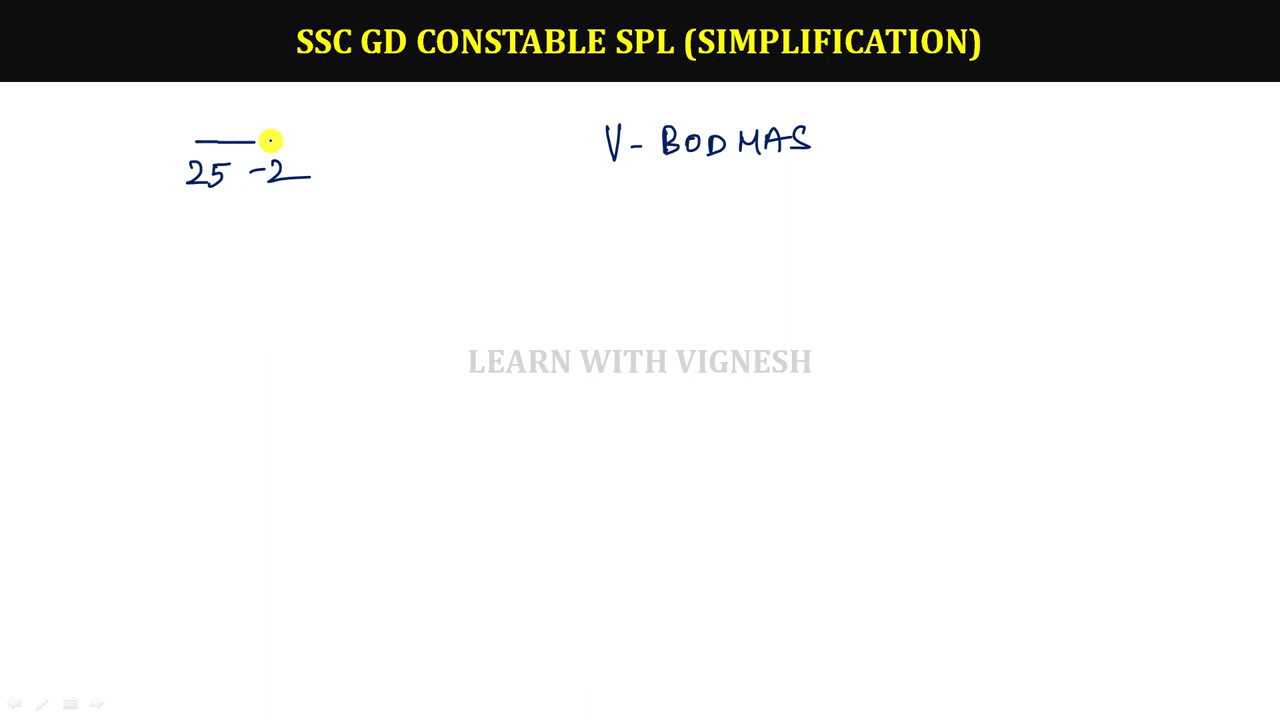 SSC GD CONSTABLE SPL (SIMPLIFICATION)
V - BODMAS
25 - 2
LEARN WITH VIGNESH